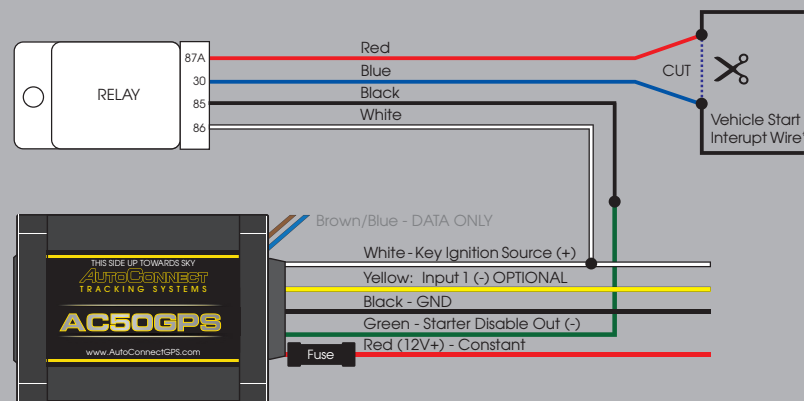 RELAY
87A
30
85
86
Red
Blue
Black
White
CUT
Vehicle Start
Interupt Wire*
Brown/Blue - DATA ONLY
THIS SIDE UP TOWARDS SKY
AUTOCONNECT
TRACKING SYSTEMS
AC50GPS
www.AutoConnectGPS.com
White - Key Ignition Source (+)
Yellow: Input 1 (-) OPTIONAL
Black - GND
Green - Starter Disable Out (-)
Red (12V+) - Constant
Fuse